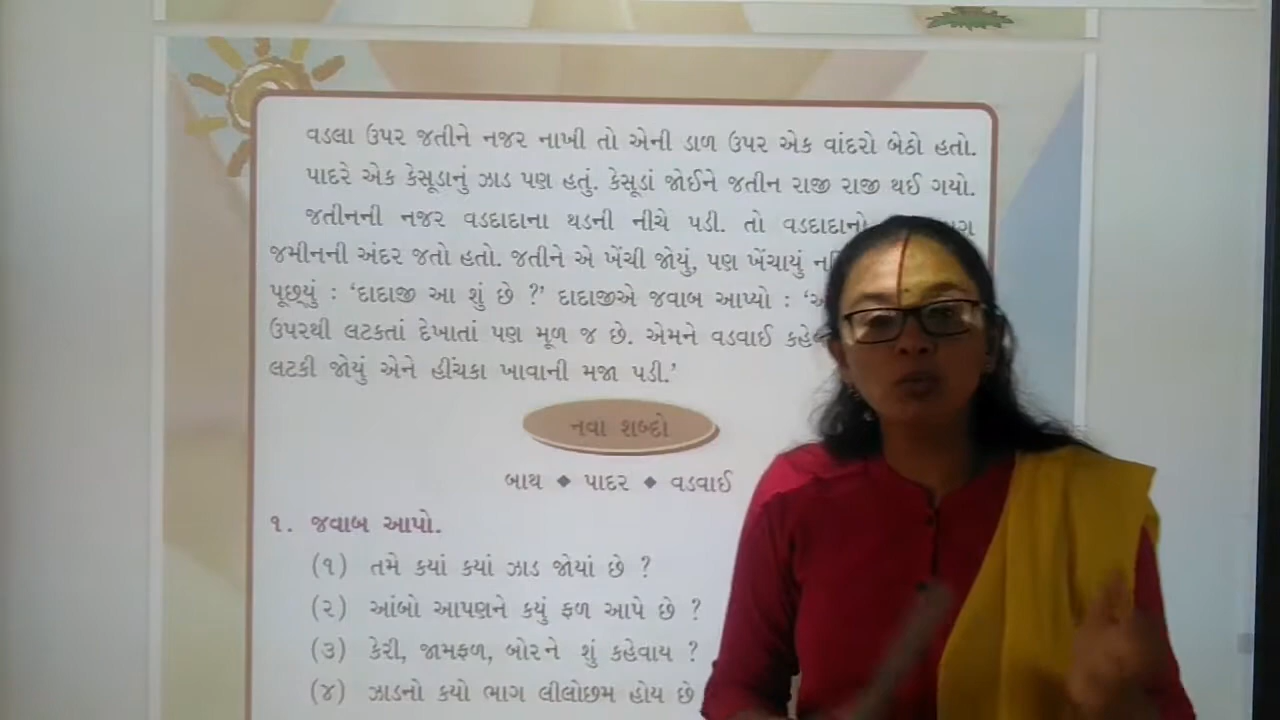 વડલા ઉપર જતીને નજર નાખી તો એની ડાળ ઉપર એક વાંદરો બેઠો હતો.
પાદરે એક કેસૂડાનું ઝાડ પણ હતું. કેસૂડાં જોઈને જતીન રાજી રાજી થઈ ગયો.
જતીનની નજર વડદાદાના થડની નીચે પડી. તો વડદાદાનો
જમીનની અંદર જતો હતો. જતીને એ ખેંચી જોયું, પણ ખેંચાયું
પૂછ્યું : ‘દાદાજી આ શું છે ?’ દાદાજીએ જવાબ આપ્યો :
ઉપરથી લટકતાં દેખાતાં પણ મૂળ જ છે. એમને વડવાઈ
લટકી જોયું એને હીંચકા ખાવાની મજા પડી.’
નવા શબ્દો
બાથ ◆ પાદર ◆ વડવાઈ
૧. જવાબ આપો.
(૧) તમે કયાં કયાં ઝાડ જોયાં છે ?
(૨) આંબો આપણને કયું ફળ આપે છે ?
(૩) કેરી, જામફળ, બોરને શું કહેવાય ?
(૪) ઝાડનો કયો ભાગ લીલોછમ હોય છે